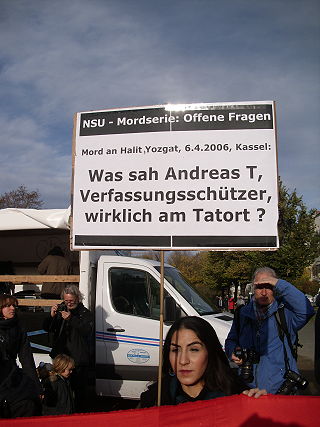 NSU - Mordserie: Offene Fragen
Mord an Halit Yozgat, 6.4.2006, Kassel:
Was sah Andreas T,
Verfassungsschützer,
wirklich am Tatort ?